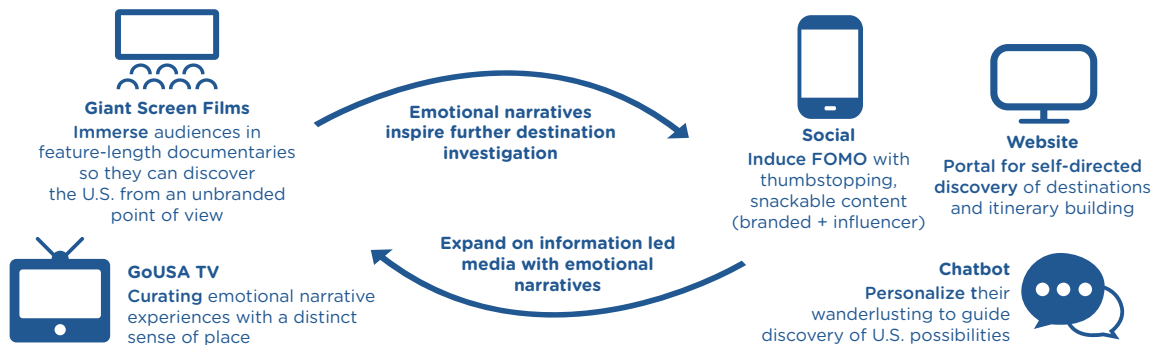 Giant Screen Films
Immerse audiences in
feature-length documentaries
so they can discover
the U.S. from an unbranded
point of view
GoUSA TV
Curating emotional narrative
experiences with a distinct
sense of place
Emotional narratives
inspire further destination
investigation
Expand on information led
media with emotional
narratives
Social
Induce FOMO with
thumbstopping,
snackable content
(branded + influencer)
Website
Portal for self-directed
discovery of destinations
and itinerary building
Chatbot
Personalize their
wanderlusting to guide
discovery of U.S. possibilities